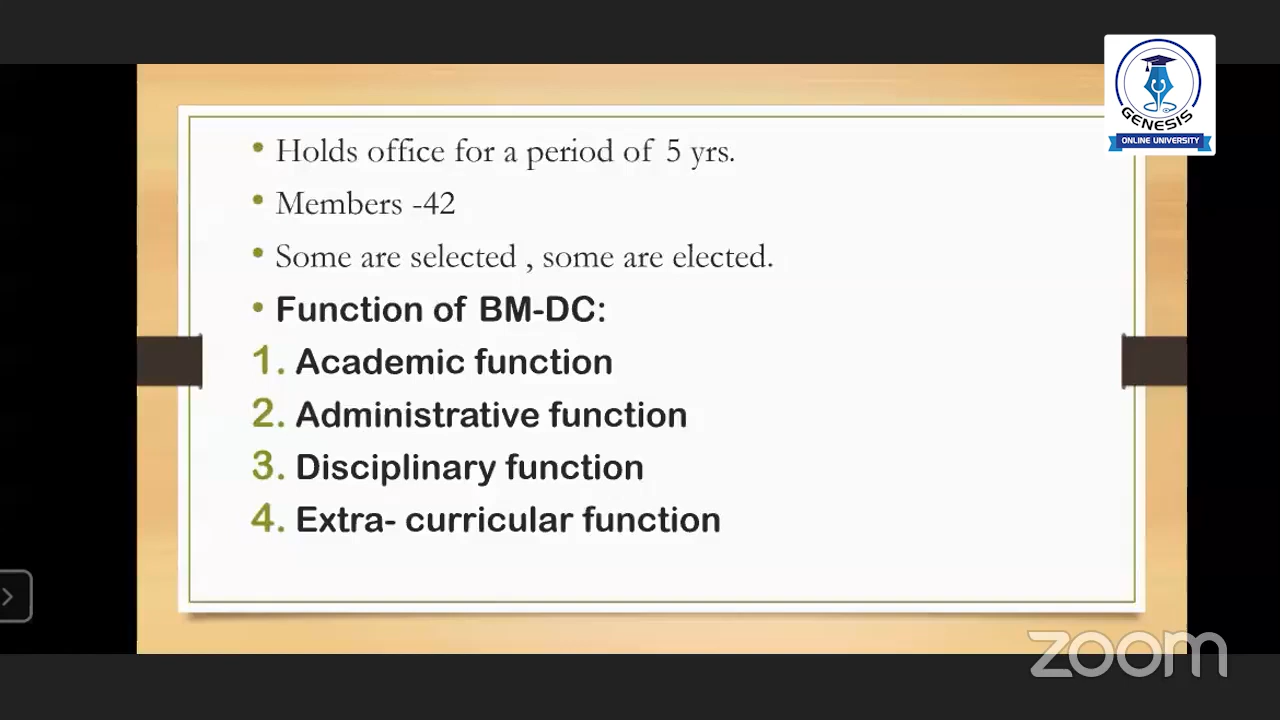 GENESIS
ONLINE UNIVERSITY
• Holds office for a period of 5 yrs.
• Members -42
• Some are selected , some are elected.
• Function of BM-DC:
1. Academic function
2. Administrative function
3. Disciplinary function
4. Extra- curricular function
zoom